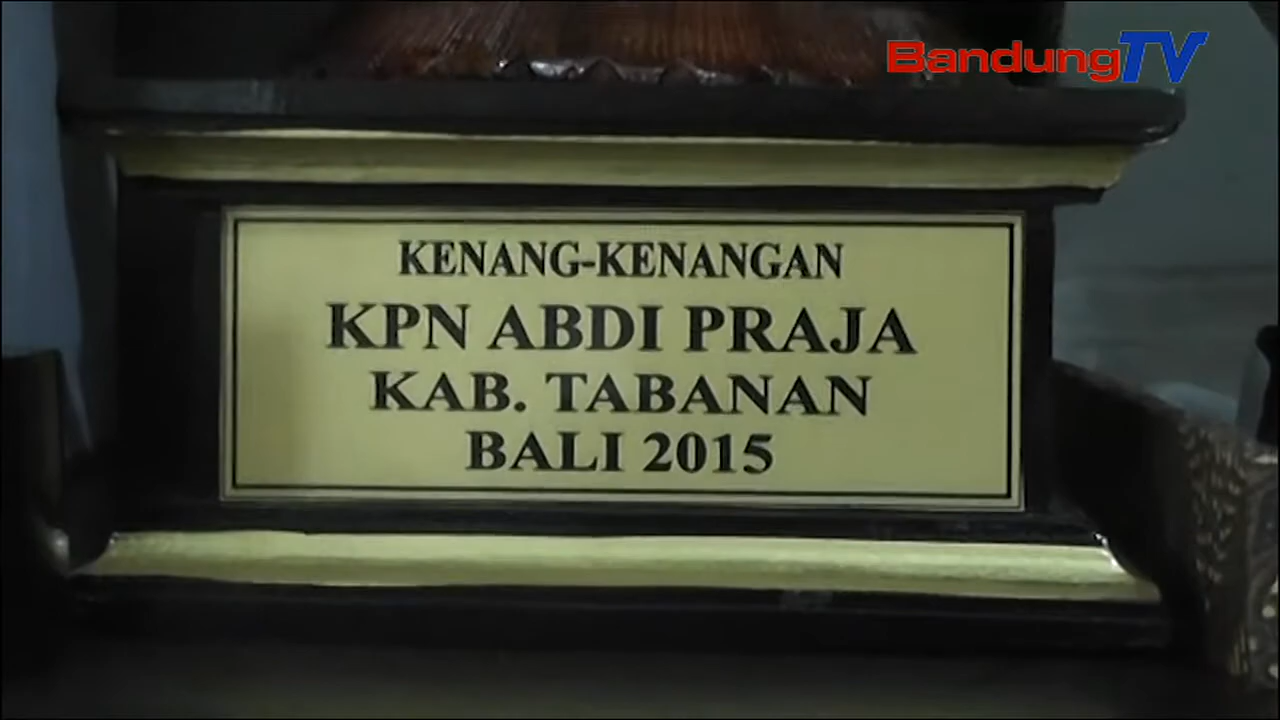 BandungTV
KENANG-KENANGAN
KPN ABDI PRAJA
KAB. TABANAN
BALI 2015